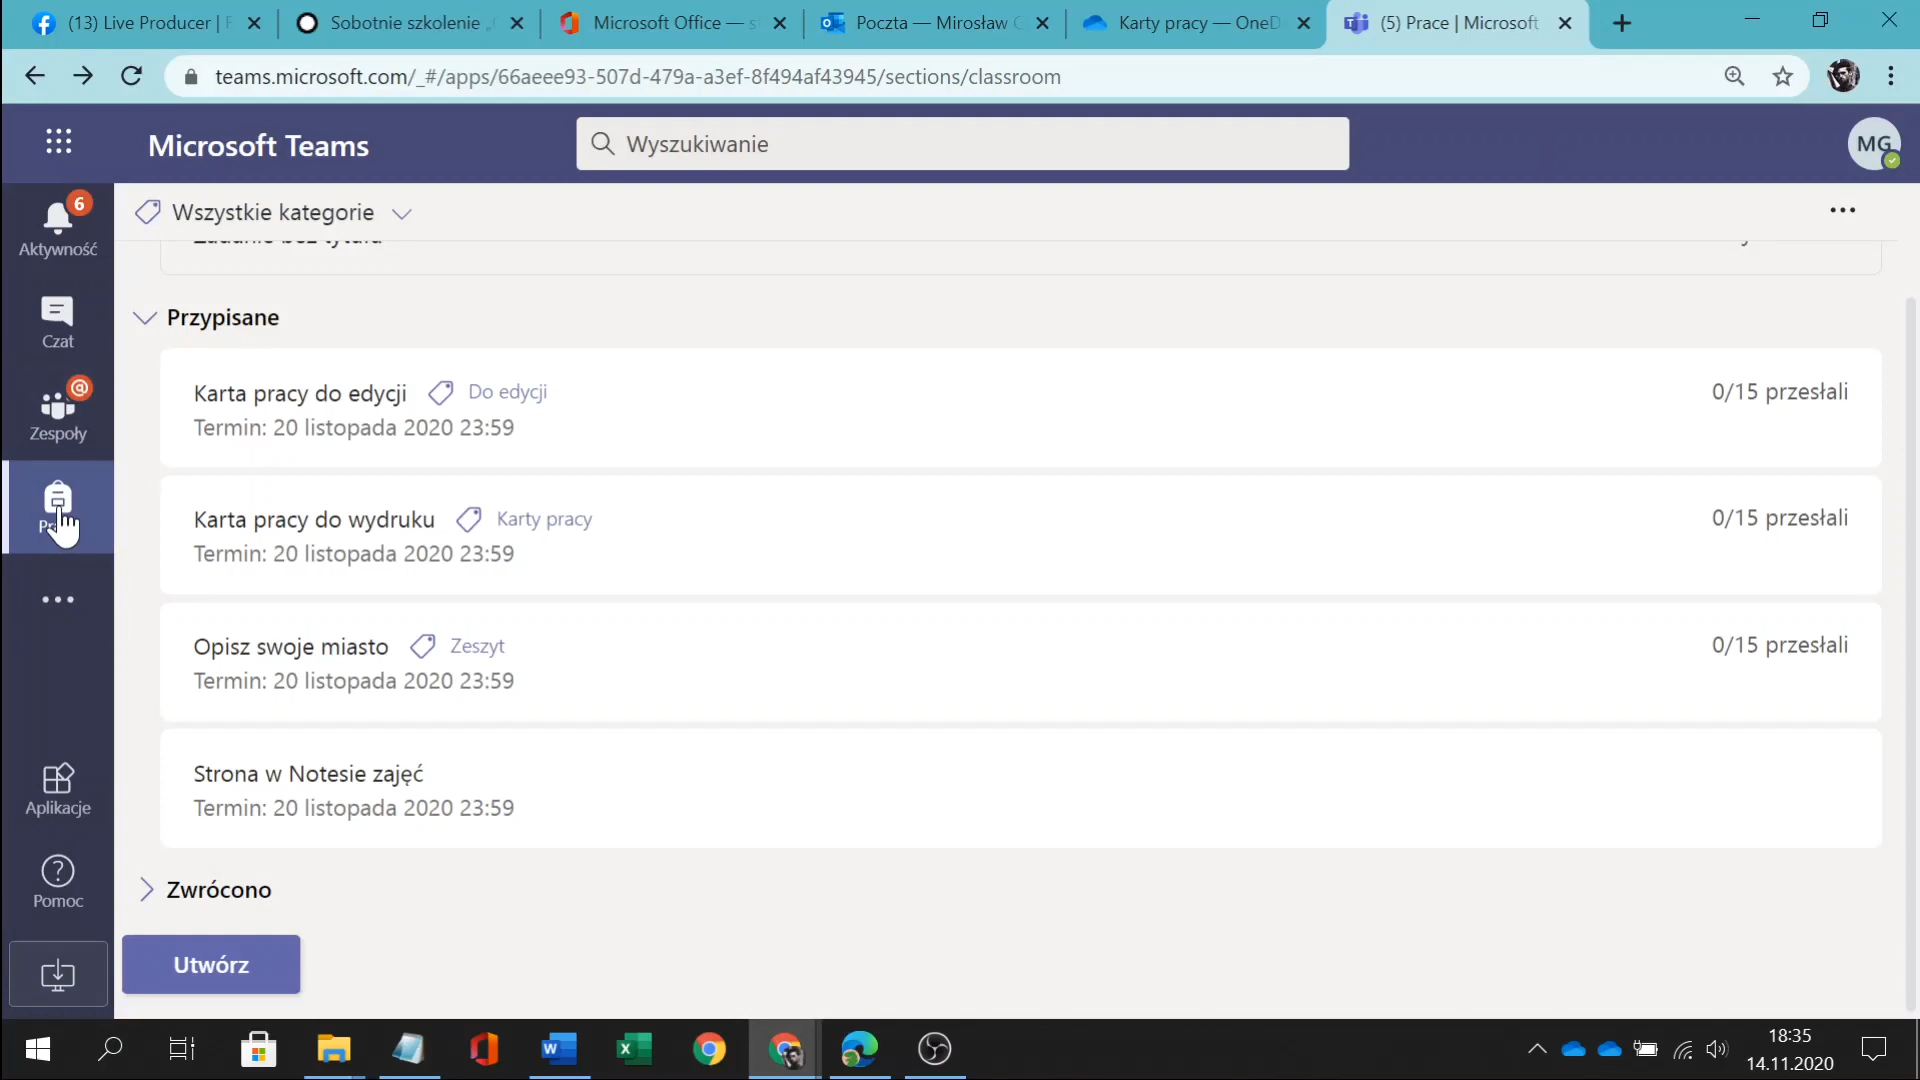 (13) Live Producer |
Sobotnie szkolenie
Microsoft Office —
Poczta — Mirosław
Karty pracy — OneD
(5) Prace | Microsoft
teams.microsoft.com/_#/apps/66aeee93-507d-479a-a3ef-8f494af43945/sections/classroom
Microsoft Teams
Wyszukiwanie
MG
6
Aktywność
Czat
@
Zespoły
Aplikacje
Pomoc
Wszystkie kategorie
Zadanie bez tytułu
Przypisane
Karta pracy do edycji Do edycji 0/15 przesłali
Termin: 20 listopada 2020 23:59
Karta pracy do wydruku Karty pracy 0/15 przesłali
Termin: 20 listopada 2020 23:59
Opisz swoje miasto Zeszyt 0/15 przesłali
Termin: 20 listopada 2020 23:59
Strona w Notesie zajęć
Termin: 20 listopada 2020 23:59
Zwrócono
Utwórz
18:35
14.11.2020